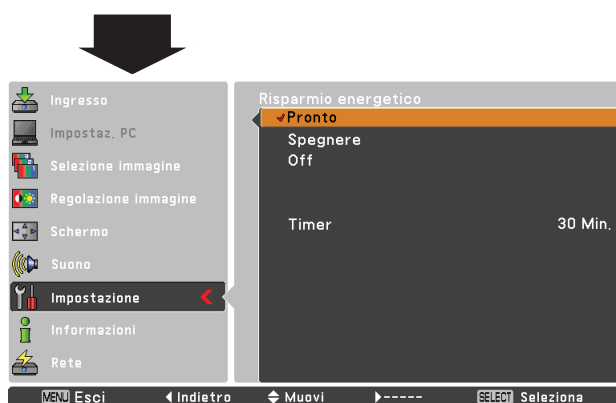 Ingresso
Impostaz. PC
Selezione immagine
Regolazione immagine
Schermo
Suono
Impostazione
Informazioni
Rete
Risparmio energetico
✔Pronto
Spegnere
Off
Timer 30 Min.
MENU Esci ◀Indietro ◆ Muovi ▶----- SELECT Seleziona